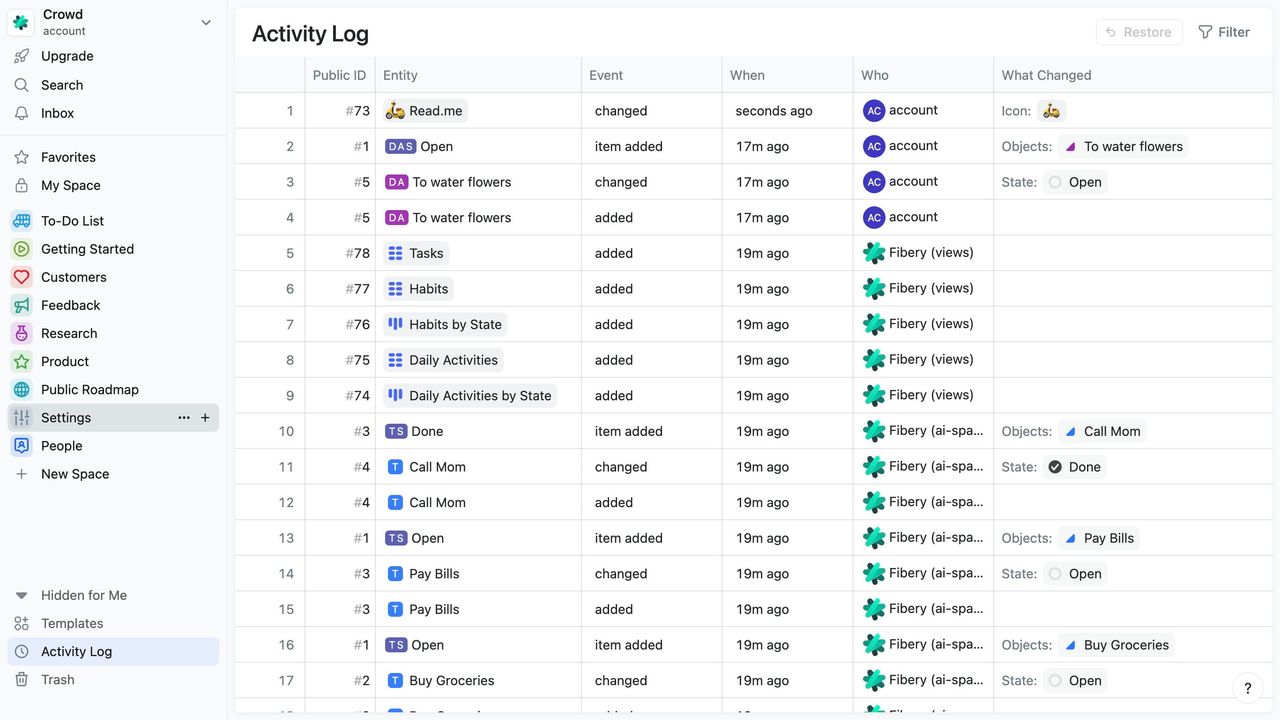 Crowd
account
Upgrade
Search
Inbox
Favorites
My Space
To-Do List
Getting Started
Customers
Feedback
Research
Product
Public Roadmap
Settings
People
New Space
Hidden for Me
Templates
Activity Log
Trash
Activity Log
Restore
Filter
Public ID Entity Event When Who What Changed
1 #73 Read.me changed seconds ago AC account Icon:
2 #1 DAS Open item added 17m ago AC account Objects: To water flowers
3 #5 DA To water flowers changed 17m ago AC account State: Open
4 #5 DA To water flowers added 17m ago AC account
5 #78 Tasks added 19m ago Fibery (views)
6 #77 Habits added 19m ago Fibery (views)
7 #76 Habits by State added 19m ago Fibery (views)
8 #75 Daily Activities added 19m ago Fibery (views)
9 #74 Daily Activities by State added 19m ago Fibery (views)
10 #3 TS Done item added 19m ago Fibery (ai-spa... Objects: Call Mom
11 #4 T Call Mom changed 19m ago Fibery (ai-spa... State: Done
12 #4 T Call Mom added 19m ago Fibery (ai-spa...
13 #1 TS Open item added 19m ago Fibery (ai-spa... Objects: Pay Bills
14 #3 T Pay Bills changed 19m ago Fibery (ai-spa... State: Open
15 #3 T Pay Bills added 19m ago Fibery (ai-spa...
16 #1 TS Open item added 19m ago Fibery (ai-spa... Objects: Buy Groceries
17 #2 T Buy Groceries changed 19m ago Fibery (ai-spa... State: Open
?